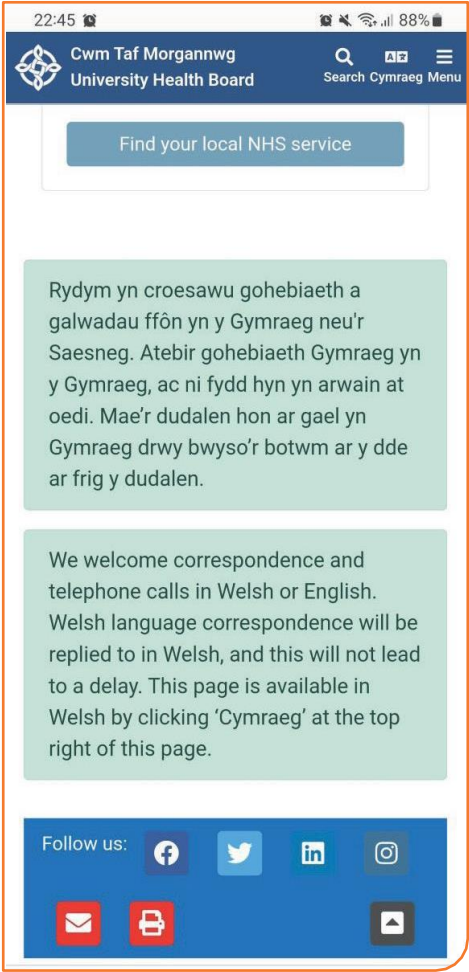 22:45 88%
Cwm Taf Morgannwg
University Health Board
Search Cymraeg Menu
Find your local NHS service
Rydym yn croesawu gohebiaeth a
galwadau ffôn yn y Gymraeg neu'r
Saesneg. Atebir gohebiaeth Gymraeg yn
y Gymraeg, ac ni fydd hyn yn arwain at
oedi. Mae’r dudalen hon ar gael yn
Gymraeg drwy bwyso’r botwm ar y dde
ar frig y dudalen.
We welcome correspondence and
telephone calls in Welsh or English.
Welsh language correspondence will be
replied to in Welsh, and this will not lead
to a delay. This page is available in
Welsh by clicking ‘Cymraeg’ at the top
right of this page.
Follow us: